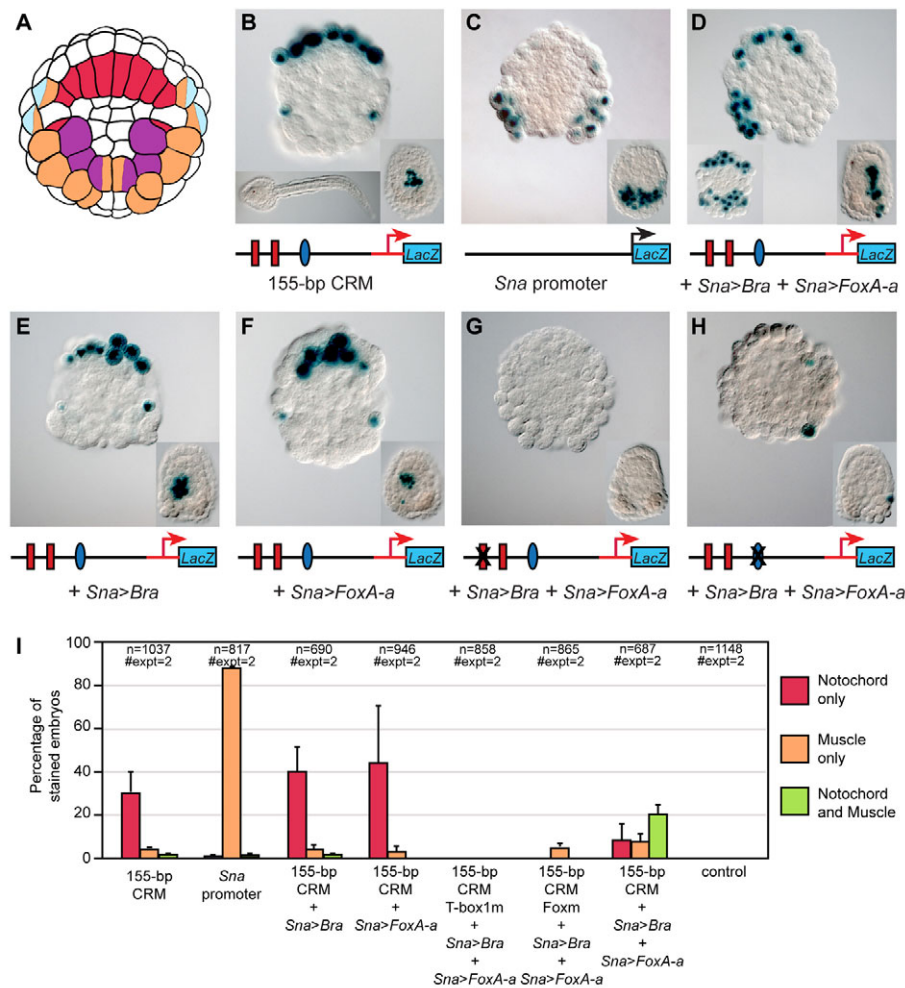 A
B
C
D
LacZ
155-bp CRM
LacZ
Sna promoter
LacZ
+ Sna>Bra + Sna>FoxA-a
E
F
G
H
LacZ
+ Sna>Bra
LacZ
+ Sna>FoxA-a
LacZ
+ Sna>Bra + Sna>FoxA-a
LacZ
+ Sna>Bra + Sna>FoxA-a
I
n=1037 n=817 n=690 n=946 n=858 n=865 n=687 n=1148
#expt=2 #expt=2 #expt=2 #expt=2 #expt=2 #expt=2 #expt=2 #expt=2
Percentage of
stained embryos
100
80
60
40
20
0
Notochord
only
Muscle
only
Notochord
and Muscle
155-bp
CRM
Sna
promoter
155-bp
CRM
+
Sna>Bra
155-bp
CRM
+
Sna>FoxA-a
155-bp
CRM
T-box1m
+
Sna>Bra
+
Sna>FoxA-a
155-bp
CRM
Foxm
+
Sna>Bra
+
Sna>FoxA-a
155-bp
CRM
+
Sna>Bra
+
Sna>FoxA-a
control